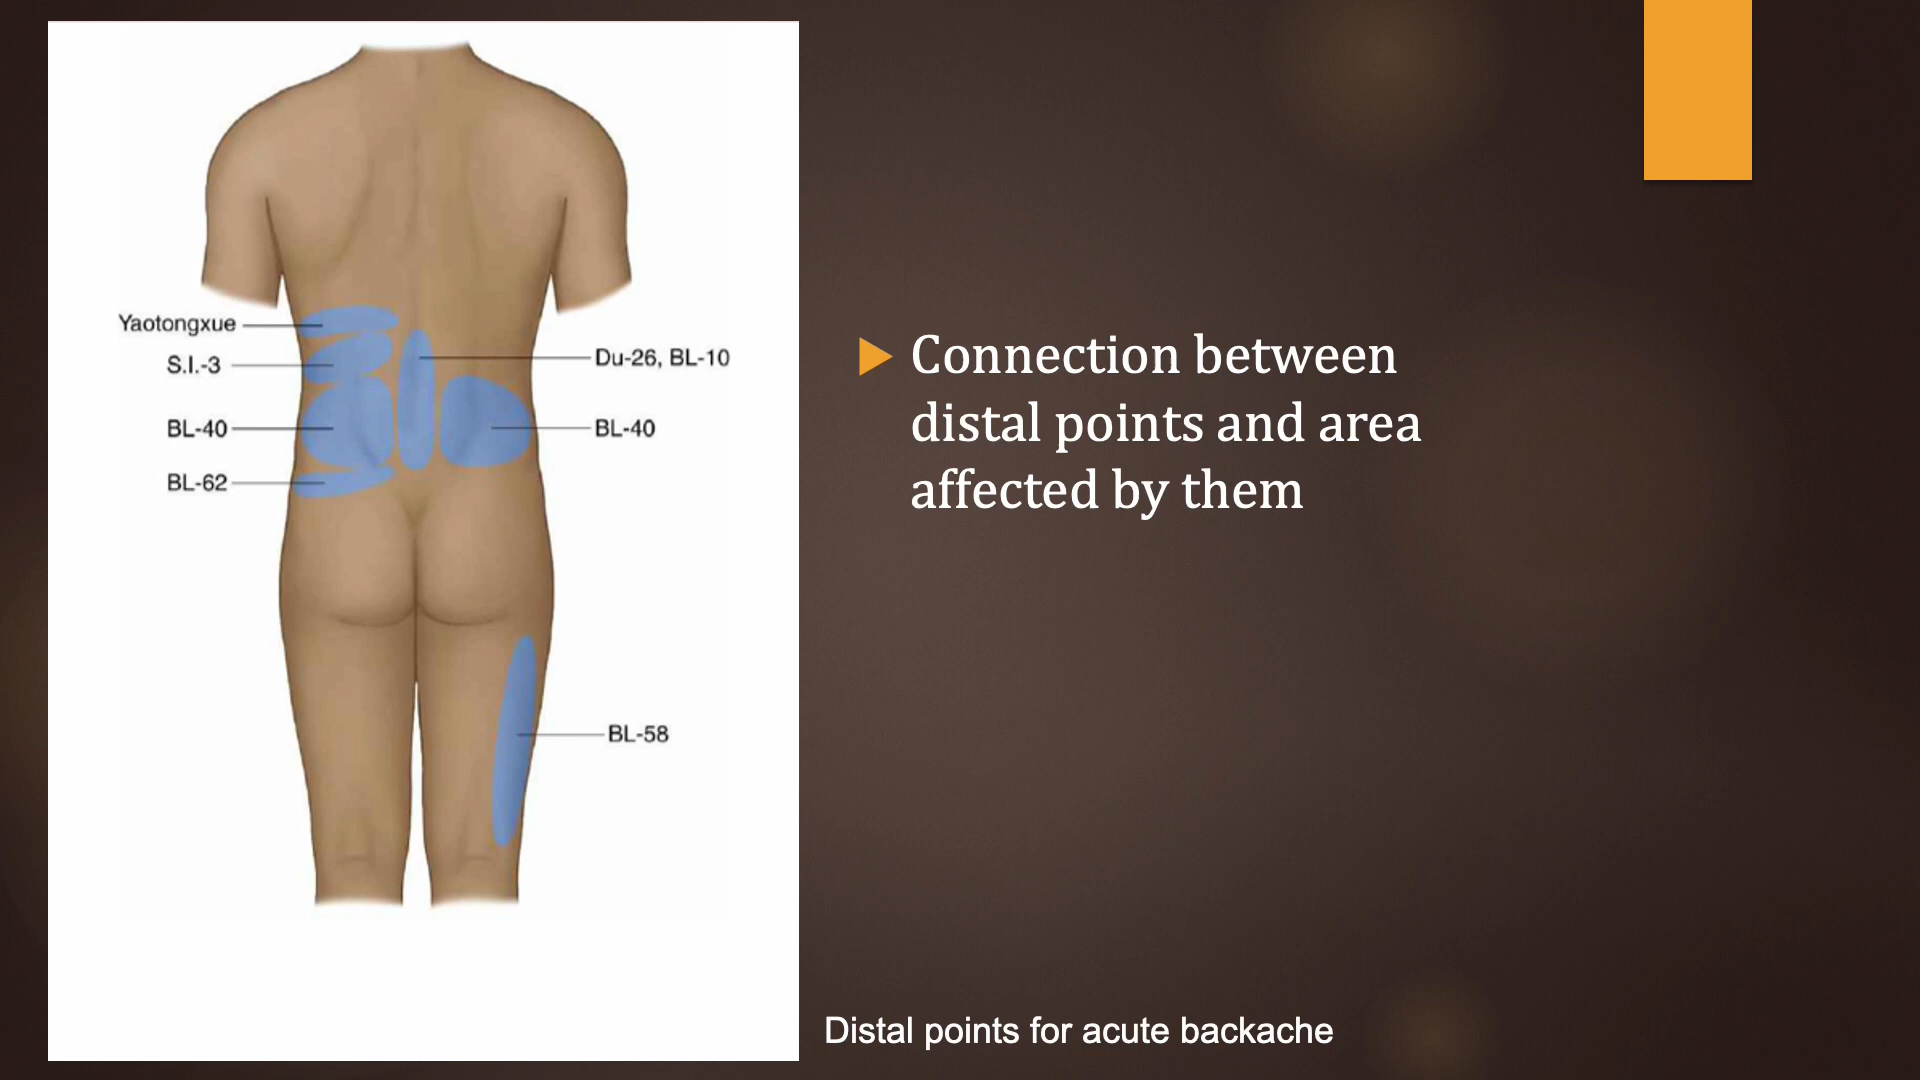 Yaotongxue
S.I.-3
BL-40
BL-62
Du-26, BL-10
BL-40
BL-58
Connection between
distal points and area
affected by them
Distal points for acute backache